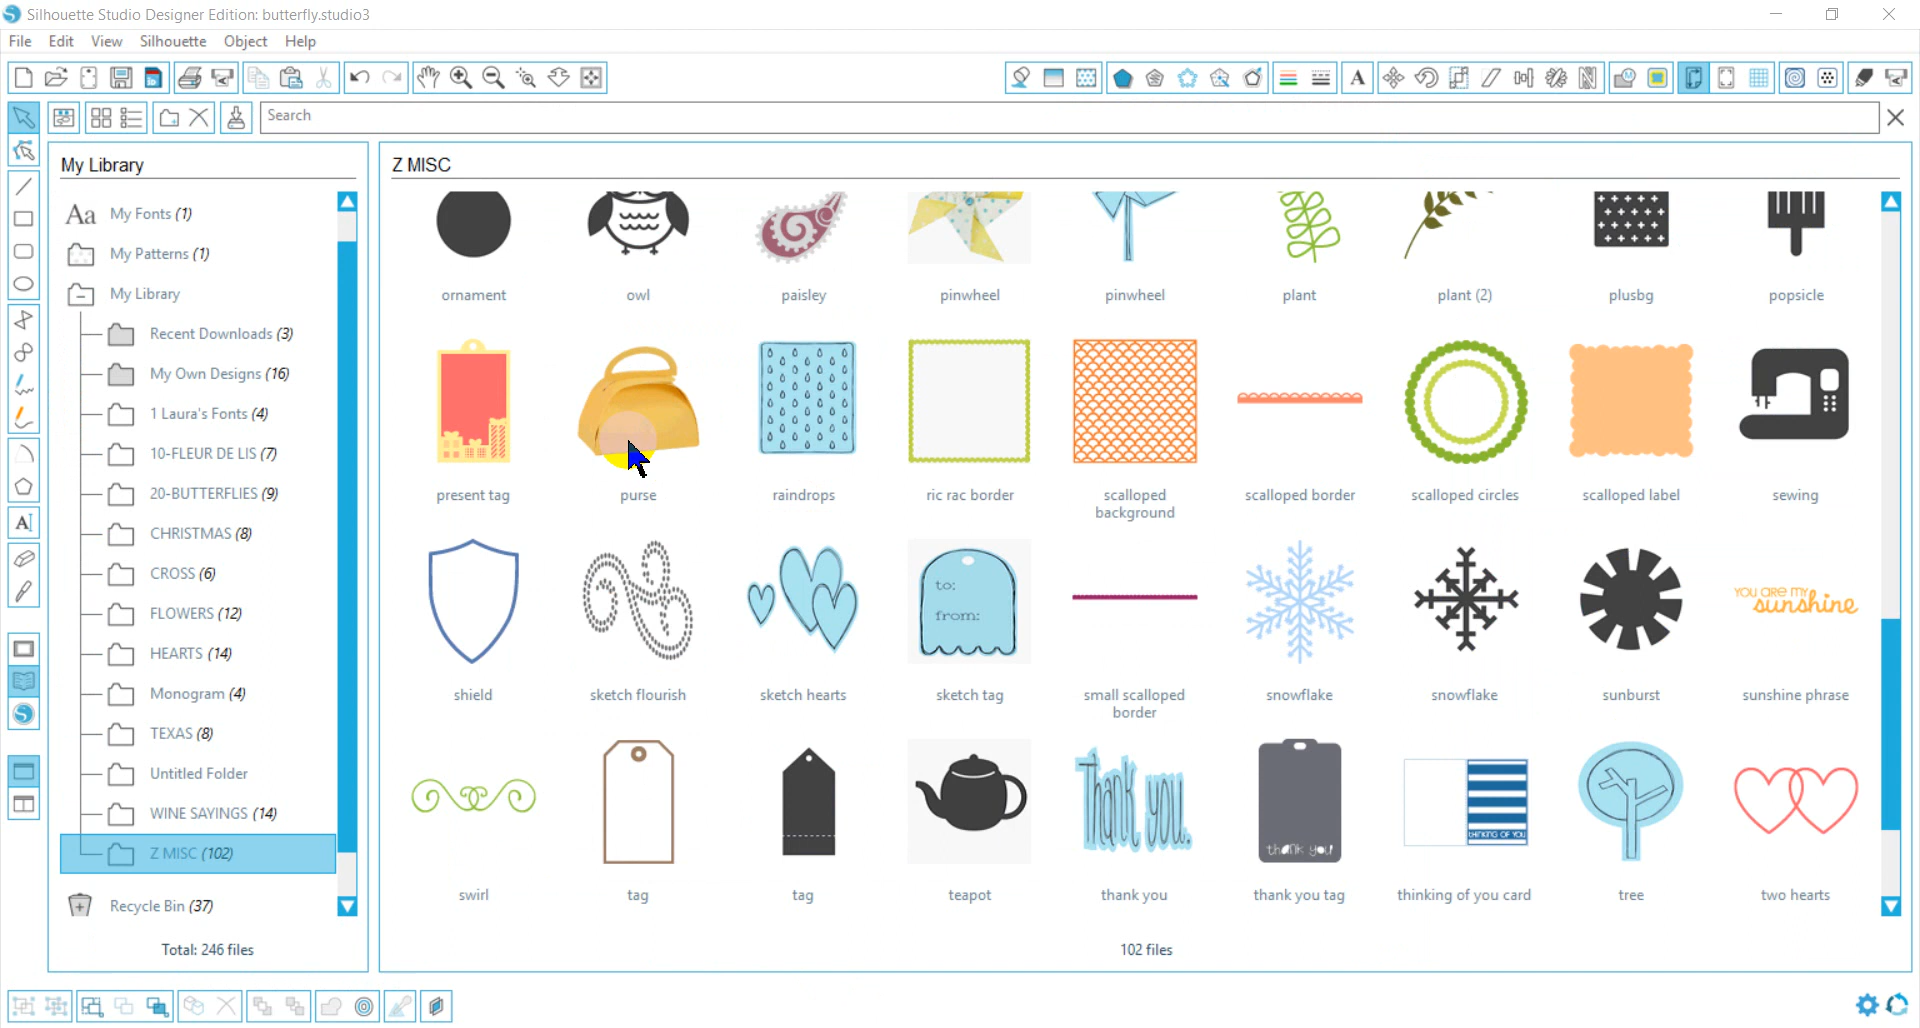 Silhouette Studio Designer Edition: butterfly.studio3
File Edit View Silhouette Object Help
Search
My Library
Z MISC
Aa My Fonts (1)
My Patterns (1)
My Library
Recent Downloads (3)
My Own Designs (16)
1 Laura's Fonts (4)
10-FLEUR DE LIS (7)
20-BUTTERFLIES (9)
CHRISTMAS (8)
CROSS (6)
FLOWERS (12)
HEARTS (14)
Monogram (4)
TEXAS (8)
Untitled Folder
WINE SAYINGS (14)
Z MISC (102)
Recycle Bin (37)
Total: 246 files
ornament owl paisley pinwheel pinwheel plant plant (2) plusbg popsicle
present tag purse raindrops ric rac border scalloped scalloped border scalloped circles scalloped label sewing
background
to:
from:
YOU ARE MY
sunshine
shield sketch flourish sketch hearts sketch tag small scalloped snowflake snowflake sunburst sunshine phrase
border
Thank you.
thank you
THINKING OF YOU
swirl tag tag teapot thank you thank you tag thinking of you card tree two hearts
102 files